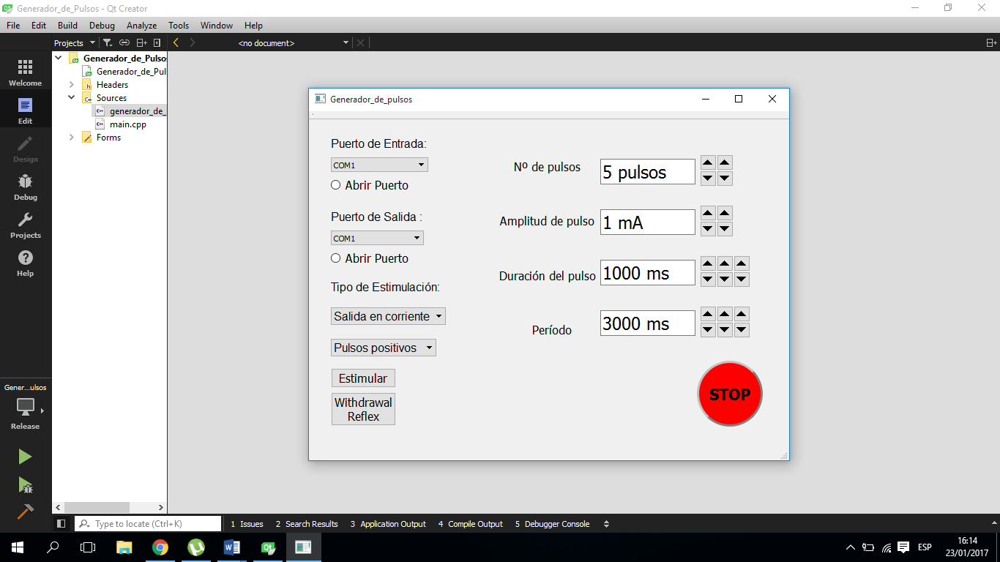 Generador_de_Pulsos - Qt Creator
File Edit Build Debug Analyze Tools Window Help
Projects
<no document>
Welcome
Edit
Design
Debug
Projects
Help
Gener...ulsos
Release
Generador_de_Pulsos
Generador_de_Pul
Headers
Sources
generador_de_
main.cpp
Forms
Generador_de_pulsos
Puerto de Entrada:
COM1
Abrir Puerto
Puerto de Salida :
COM1
Abrir Puerto
Tipo de Estimulación:
Salida en corriente
Pulsos positivos
Estimular
Withdrawal
Reflex
Nº de pulsos
5 pulsos
Amplitud de pulso
1 mA
Duración del pulso
1000 ms
Período
3000 ms
STOP
Type to locate (Ctrl+K)
1 Issues 2 Search Results 3 Application Output 4 Compile Output 5 Debugger Console
ESP
16:14
23/01/2017